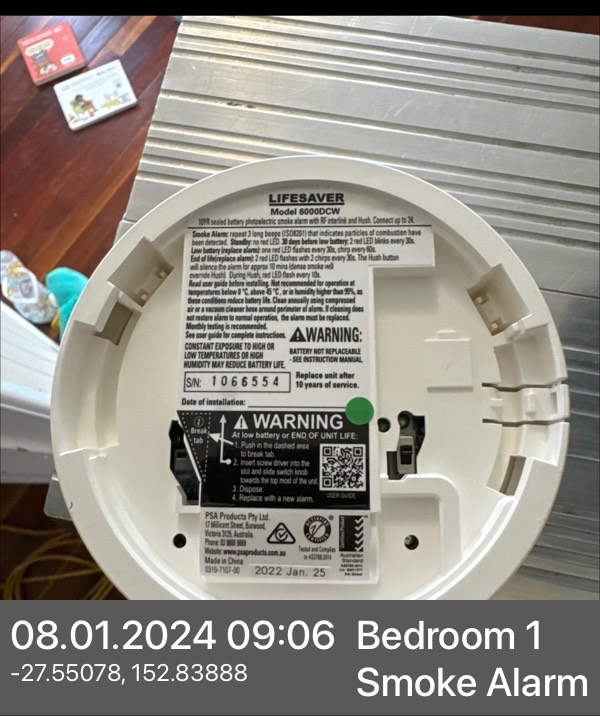 LIFESAVER
Model 6000DCW
10YR sealed battery photoelectric smoke alarm with RF interlink and Hush. Connect up to 24.
Smoke Alarm: repeat 3 long beeps (ISO8201) that indicates particles of combustion have
been detected. Standby: no red LED. 30 days before low battery: 2 red LED blinks every 30s.
Low battery (replace alarm): one red LED flashes every 30s, chirp every 60s.
End of life(replace alarm): 2 red LED flashes with 2 chirps every 30s. The Hush button
will silence the alarm for approx 10 mins (dense smoke will
override Hush). During Hush, red LED flash every 10s.
Read user guide before installing. Not recommended for operation at
temperatures below 0 °C, above 45 °C, or in humidity higher than 95%, as
these conditions reduce battery life. Clean annually using compressed
air or a vacuum cleaner hose around perimeter of alarm. If cleaning does
not restore alarm to normal operation, the alarm must be replaced.
Monthly testing is recommended.
See user guide for complete instructions.
CONSTANT EXPOSURE TO HIGH OR
LOW TEMPERATURES OR HIGH
HUMIDITY MAY REDUCE BATTERY LIFE.
WARNING:
BATTERY NOT REPLACEABLE
- SEE INSTRUCTION MANUAL.
S/N: 1066554
Replace unit after
10 years of service.
Date of installation:
2
Break
tab
WARNING
At low battery or END OF UNIT LIFE:
1. Push in the dashed area
to break tab.
2. Insert screw driver into the
slot and slide switch knob
towards the top most of the unit.
3. Dispose.
4. Replace with a new alarm.
USER GUIDE
PSA Products Pty Ltd.
17 Millicent Street, Burwood,
Victoria 3125, Australia.
Phone: 03 9888 9889
Website: www.psaproducts.com.au
Made in China
0319-7107-00
2022 Jan. 25
Tested and Complies
to AS3786:2014
Australian
Standard
08.01.2024 09:06
-27.55078, 152.83888
Bedroom 1
Smoke Alarm